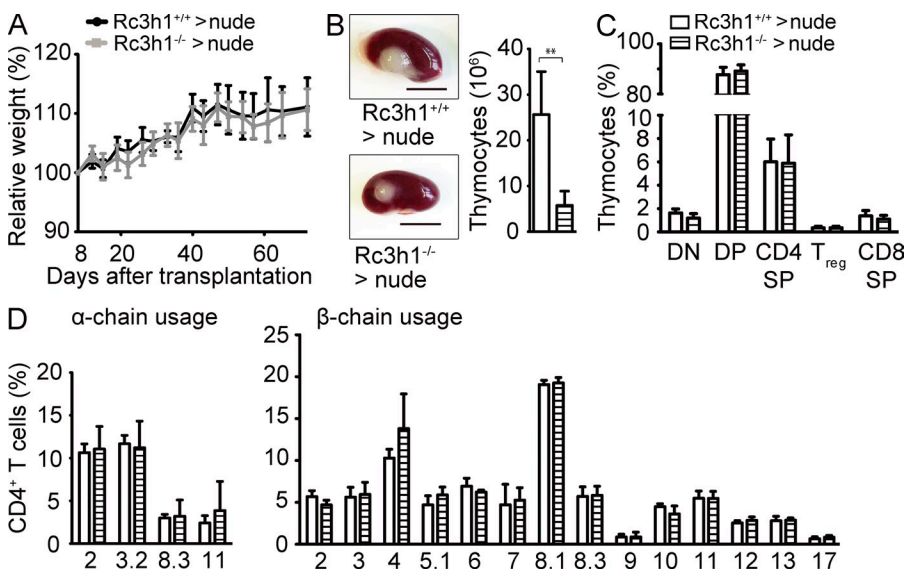 A
Rc3h1+/+ > nude
Rc3h1-/- > nude
Relative weight (%)
120
110
100
90
8 20 40 60
Days after transplantation
B
Rc3h1+/+
> nude
Rc3h1-/-
> nude
Thymocytes (10⁶)
40
30
20
10
0
**
C
Rc3h1+/+ > nude
Rc3h1-/- > nude
Thymocytes (%)
100
80
10
8
6
4
2
0
DN DP CD4 SP Treg CD8 SP
D
α-chain usage
β-chain usage
CD4+ T cells (%)
20
15
10
5
0
2 3.2 8.3 11
25
20
15
10
5
0
2 3 4 5.1 6 7 8.1 8.3 9 10 11 12 13 17